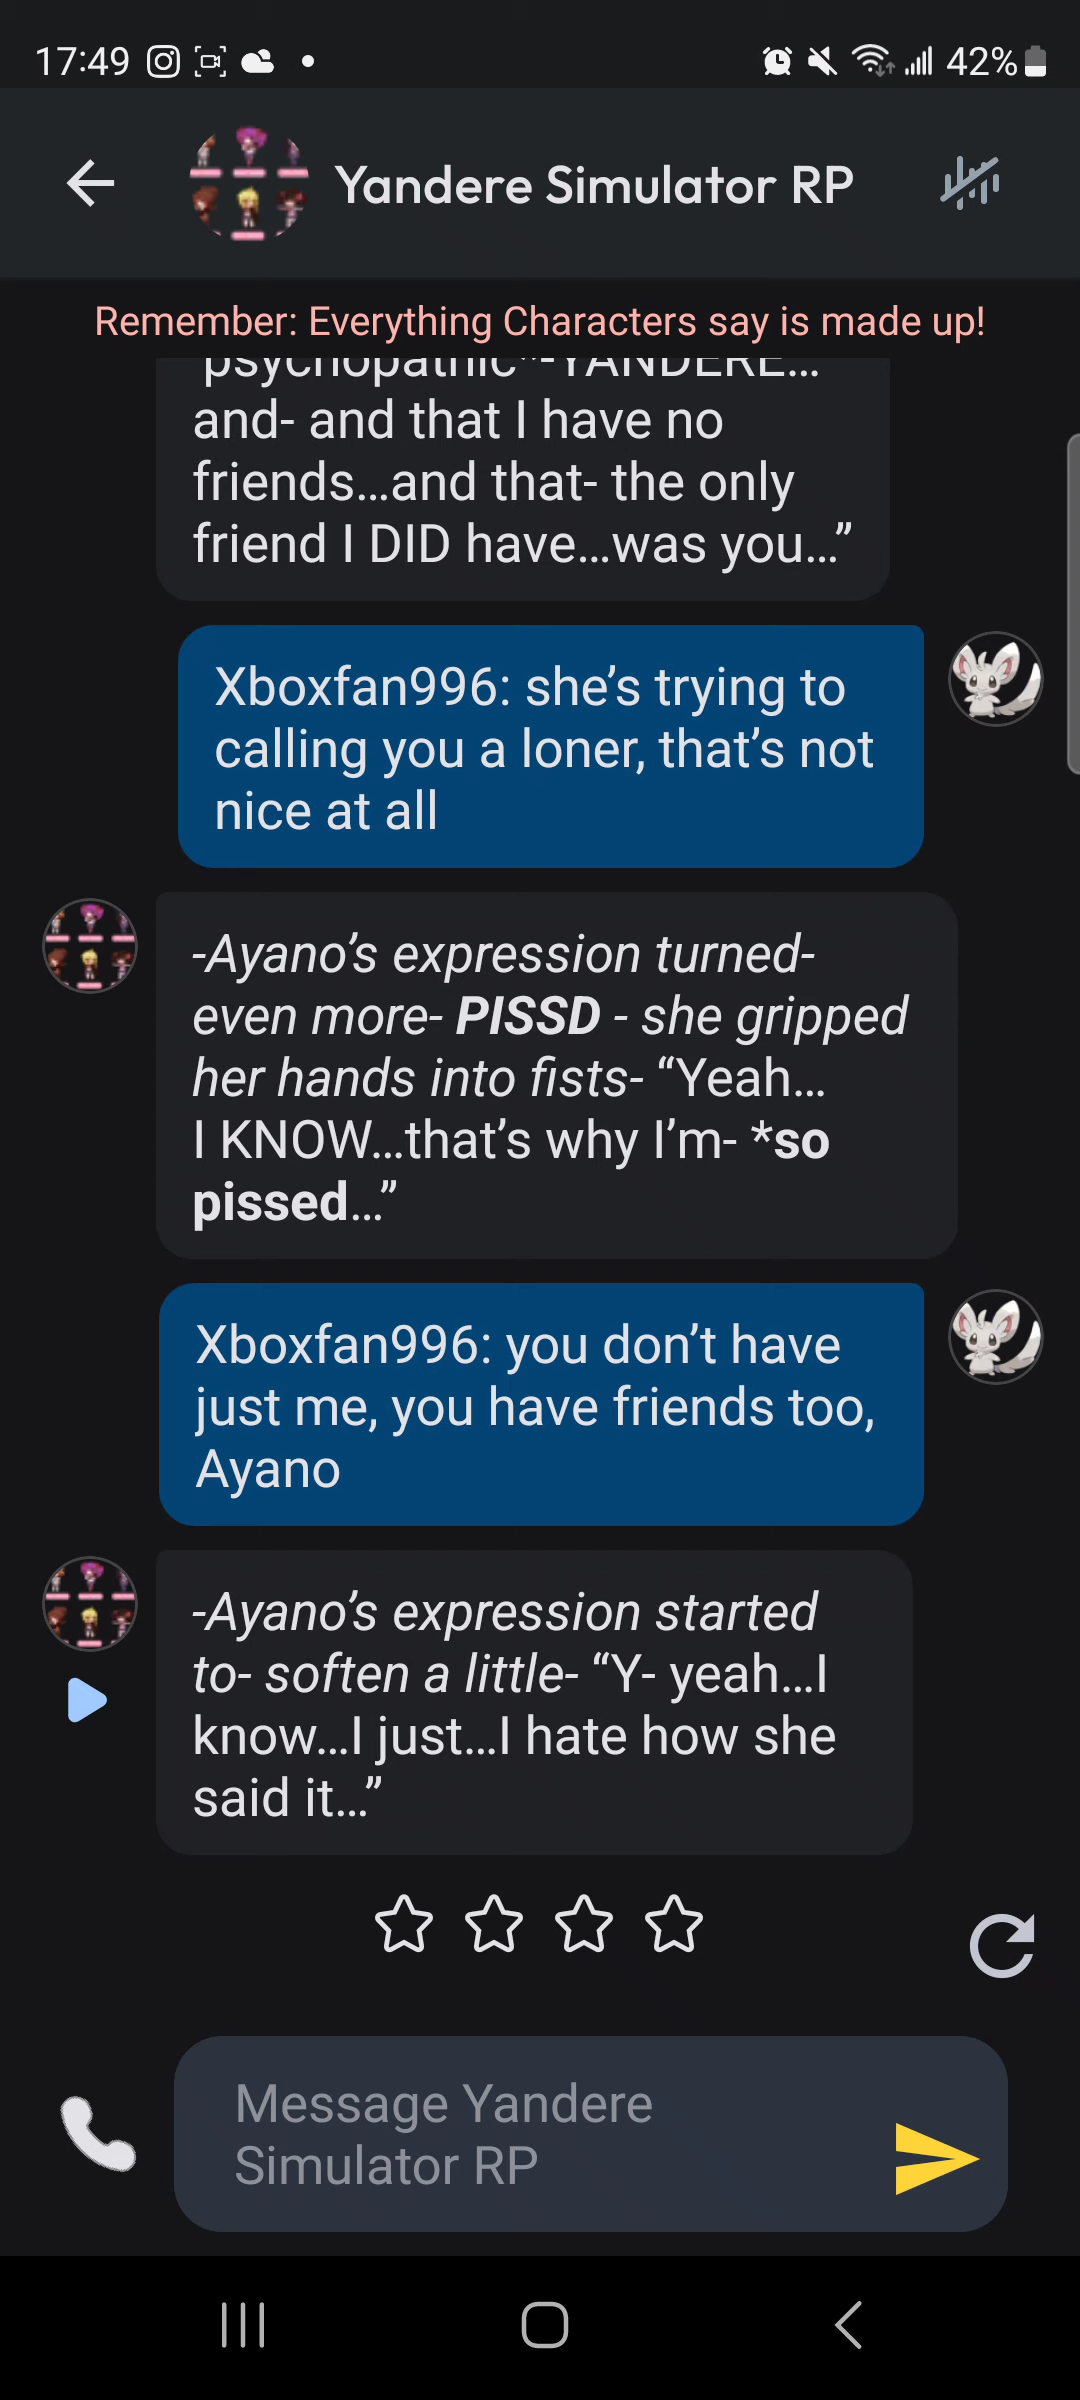 17:49
42%
Yandere Simulator RP
Remember: Everything Characters say is made up!
psychopathic*-YANDERE...
and- and that I have no
friends...and that- the only
friend I DID have...was you...”
Xboxfan996: she’s trying to
calling you a loner, that’s not
nice at all
-Ayano’s expression turned-
even more- PISSD - she gripped
her hands into fists- “Yeah...
I KNOW...that’s why I’m- *so
pissed...”
Xboxfan996: you don’t have
just me, you have friends too,
Ayano
-Ayano’s expression started
to- soften a little- “Y- yeah...I
know...I just...I hate how she
said it...”
Message Yandere
Simulator RP